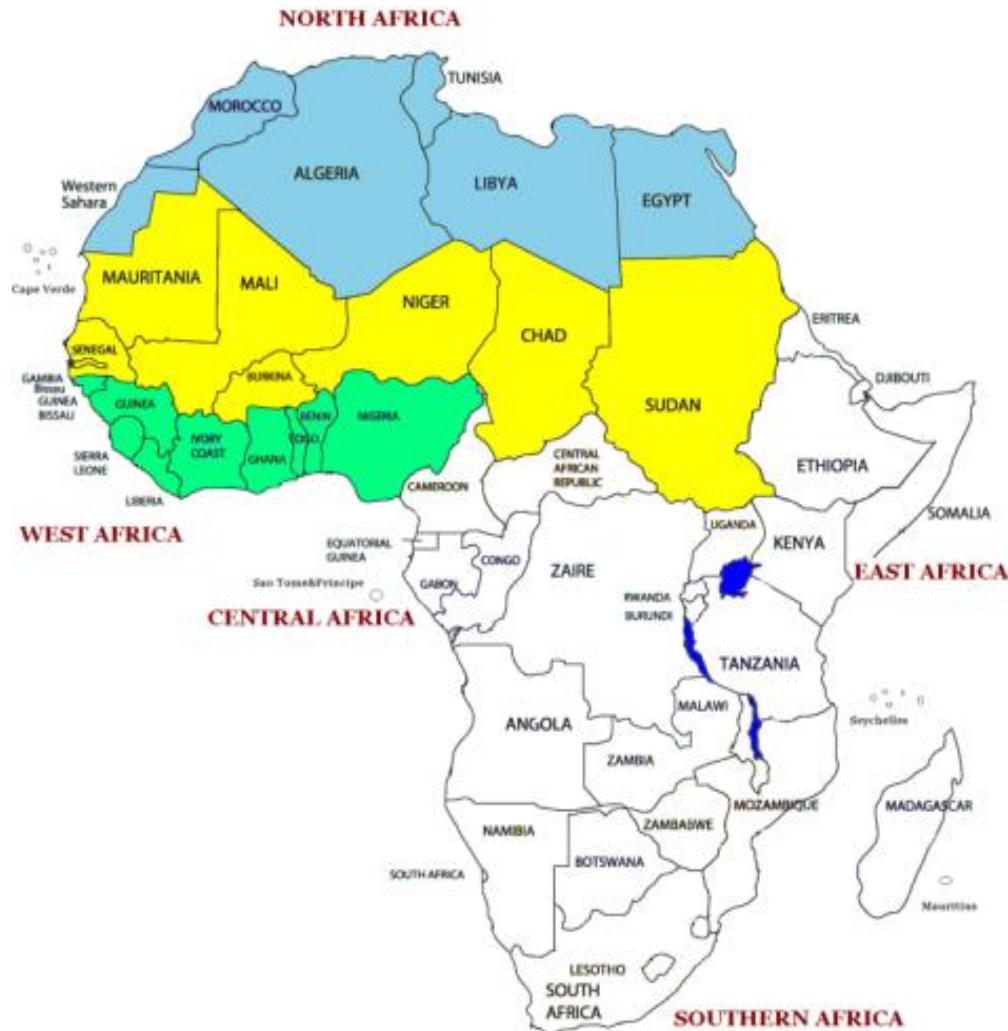 NORTH AFRICA
TUNISIA
MOROCCO
ALGERIA
LIBYA
EGYPT
Western
Sahara
MAURITANIA
MALI
NIGER
CHAD
SUDAN
Cape Verde
ERITREA
SENEGAL
BURKINA
DJIBOUTI
GAMBIA
Bissau
GUINEA
BISSAU
GUINEA
BENIN
NIGERIA
IVORY
COAST
GHANA
TOGO
SIERRA
LEONE
LIBERIA
CENTRAL
AFRICAN
REPUBLIC
ETHIOPIA
CAMEROON
SOMALIA
WEST AFRICA
UGANDA
KENYA
EQUATORIAL
GUINEA
CONGO
ZAIRE
EAST AFRICA
Sao Tome&Principe
GABON
RWANDA
BURUNDI
CENTRAL AFRICA
TANZANIA
MALAWI
ANGOLA
Seychelles
ZAMBIA
MOZAMBIQUE
MADAGASCAR
NAMIBIA
ZAMBABWE
BOTSWANA
SOUTH AFRICA
Mauritius
LESOTHO
SOUTH
AFRICA
SOUTHERN AFRICA